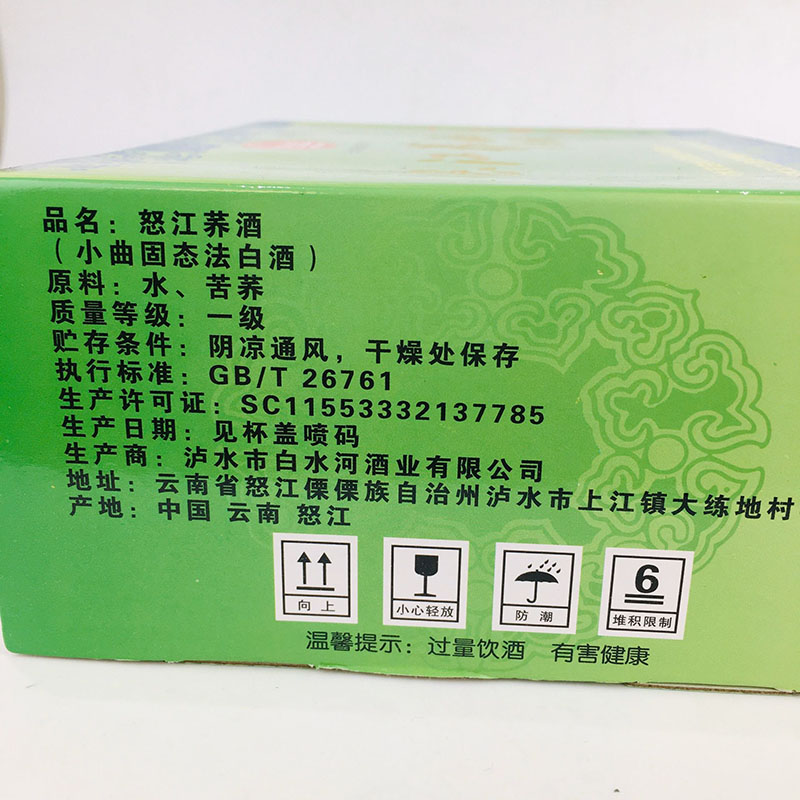 品名：怒江荞酒
（小曲固态法白酒）
原料：水、苦荞
质量等级：一级
贮存条件：阴凉通风，干燥处保存
执行标准：GB/T 26761
生产许可证：SC11553332137785
生产日期：见杯盖喷码
生产商：泸水市白水河酒业有限公司
地址：云南省怒江傈僳族自治州泸水市上江镇大练地村
产地：中国 云南 怒江
向上
小心轻放
防潮
6
堆积限制
温馨提示：过量饮酒 有害健康